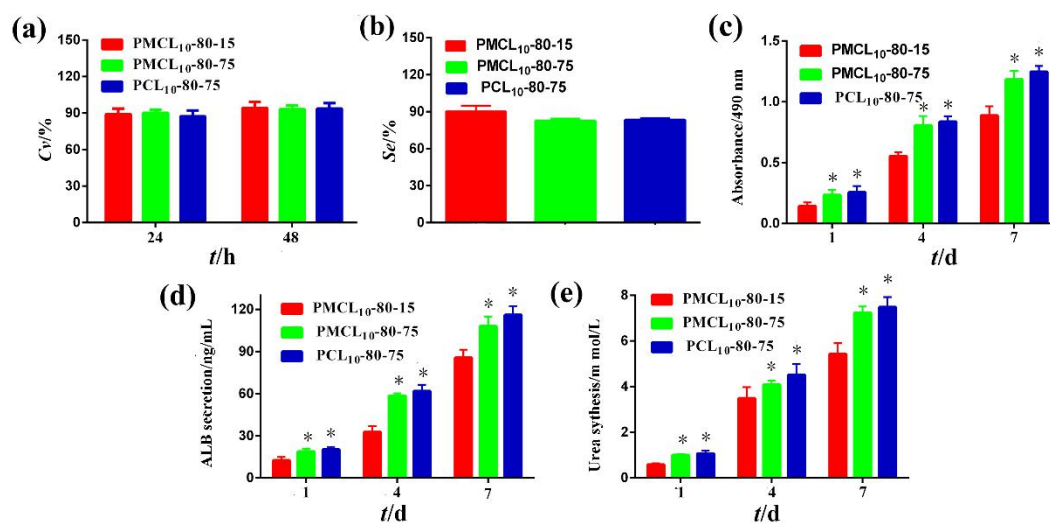 (a)
150
120
90
60
30
0
Cv/%
PMCL10-80-15
PMCL10-80-75
PCL10-80-75
24
48
t/h
(b)
150
120
90
60
30
0
Se/%
PMCL10-80-15
PMCL10-80-75
PCL10-80-75
(c)
1.5
1.0
0.5
0.0
Absorbance/490 nm
PMCL10-80-15
PMCL10-80-75
PCL10-80-75
* *
* *
* *
1
4
7
t/d
(d)
120
90
60
30
0
ALB secretion/ng/mL
PMCL10-80-15
PMCL10-80-75
PCL10-80-75
* *
* *
* *
1
4
7
t/d
(e)
8
6
4
2
0
Urea sythesis/m mol/L
PMCL10-80-15
PMCL10-80-75
PCL10-80-75
* *
* *
* *
1
4
7
t/d